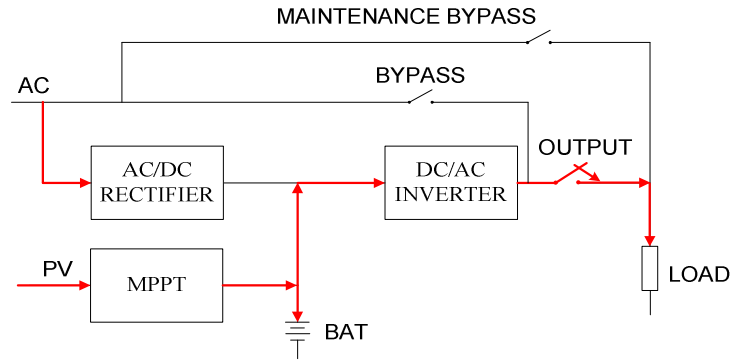 MAINTENANCE BYPASS
AC
BYPASS
AC/DC
RECTIFIER
DC/AC
INVERTER
OUTPUT
PV
MPPT
LOAD
BAT